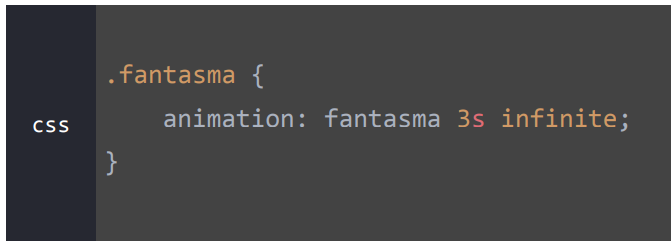 css
.fantasma {
    animation: fantasma 3s infinite;
}